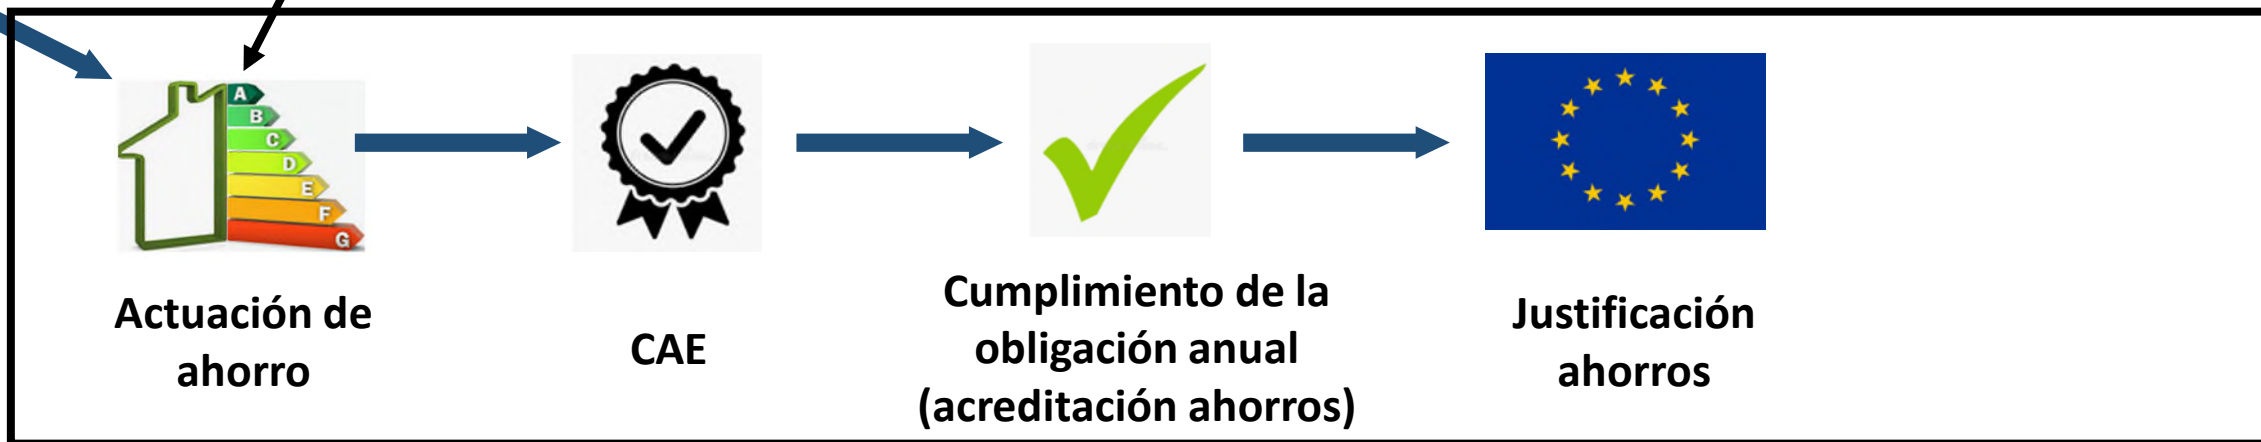 A
B
C
D
E
F
G
Actuación de
ahorro
CAE
Cumplimiento de la
obligación anual
(acreditación ahorros)
Justificación
ahorros